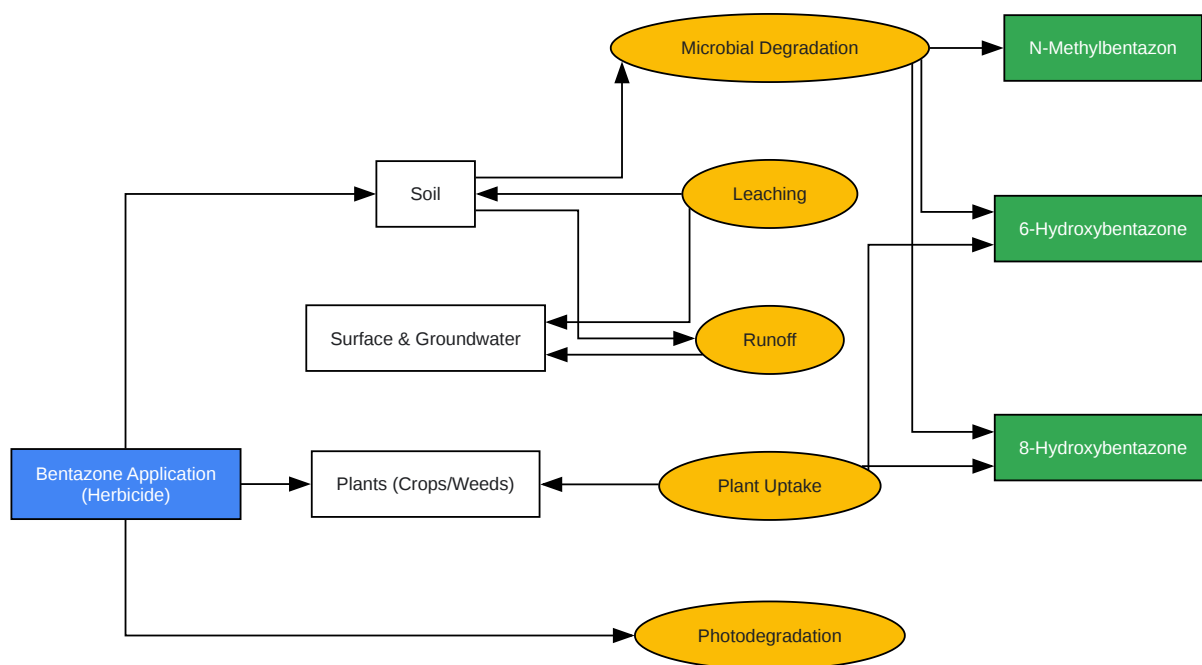 Microbial Degradation
N-Methylbentazon
Soil
Leaching
6-Hydroxybentazone
Surface & Groundwater
Runoff
Bentazone Application
(Herbicide)
Plants (Crops/Weeds)
Plant Uptake
8-Hydroxybentazone
Photodegradation